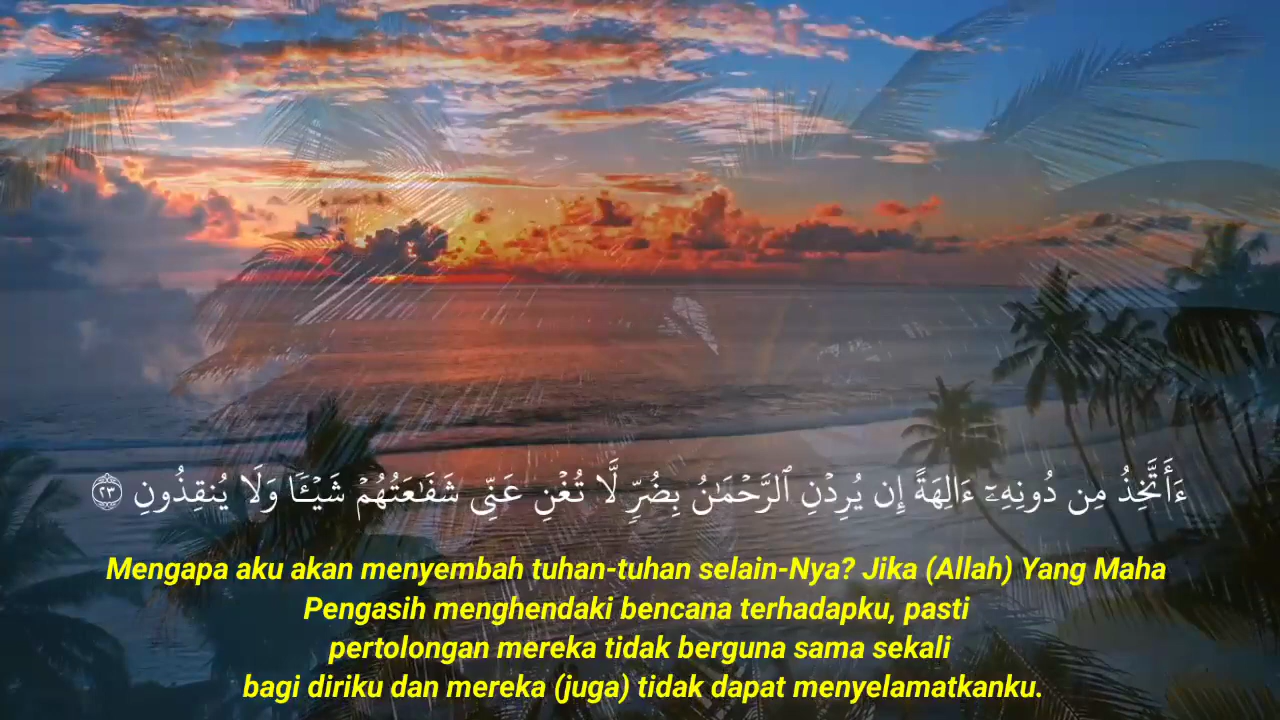 ءَأَتَّخِذُ مِن دُونِهِۦٓ ءَالِهَةً إِن يُرِدْنِ ٱلرَّحْمَـٰنُ بِضُرٍّۢ لَّا تُغْنِ عَنِّى شَفَـٰعَتُهُمْ شَيْـًۭٔا وَلَا يُنقِذُونِ ٢٣
Mengapa aku akan menyembah tuhan-tuhan selain-Nya? Jika (Allah) Yang Maha
Pengasih menghendaki bencana terhadapku, pasti
pertolongan mereka tidak berguna sama sekali
bagi diriku dan mereka (juga) tidak dapat menyelamatkanku.